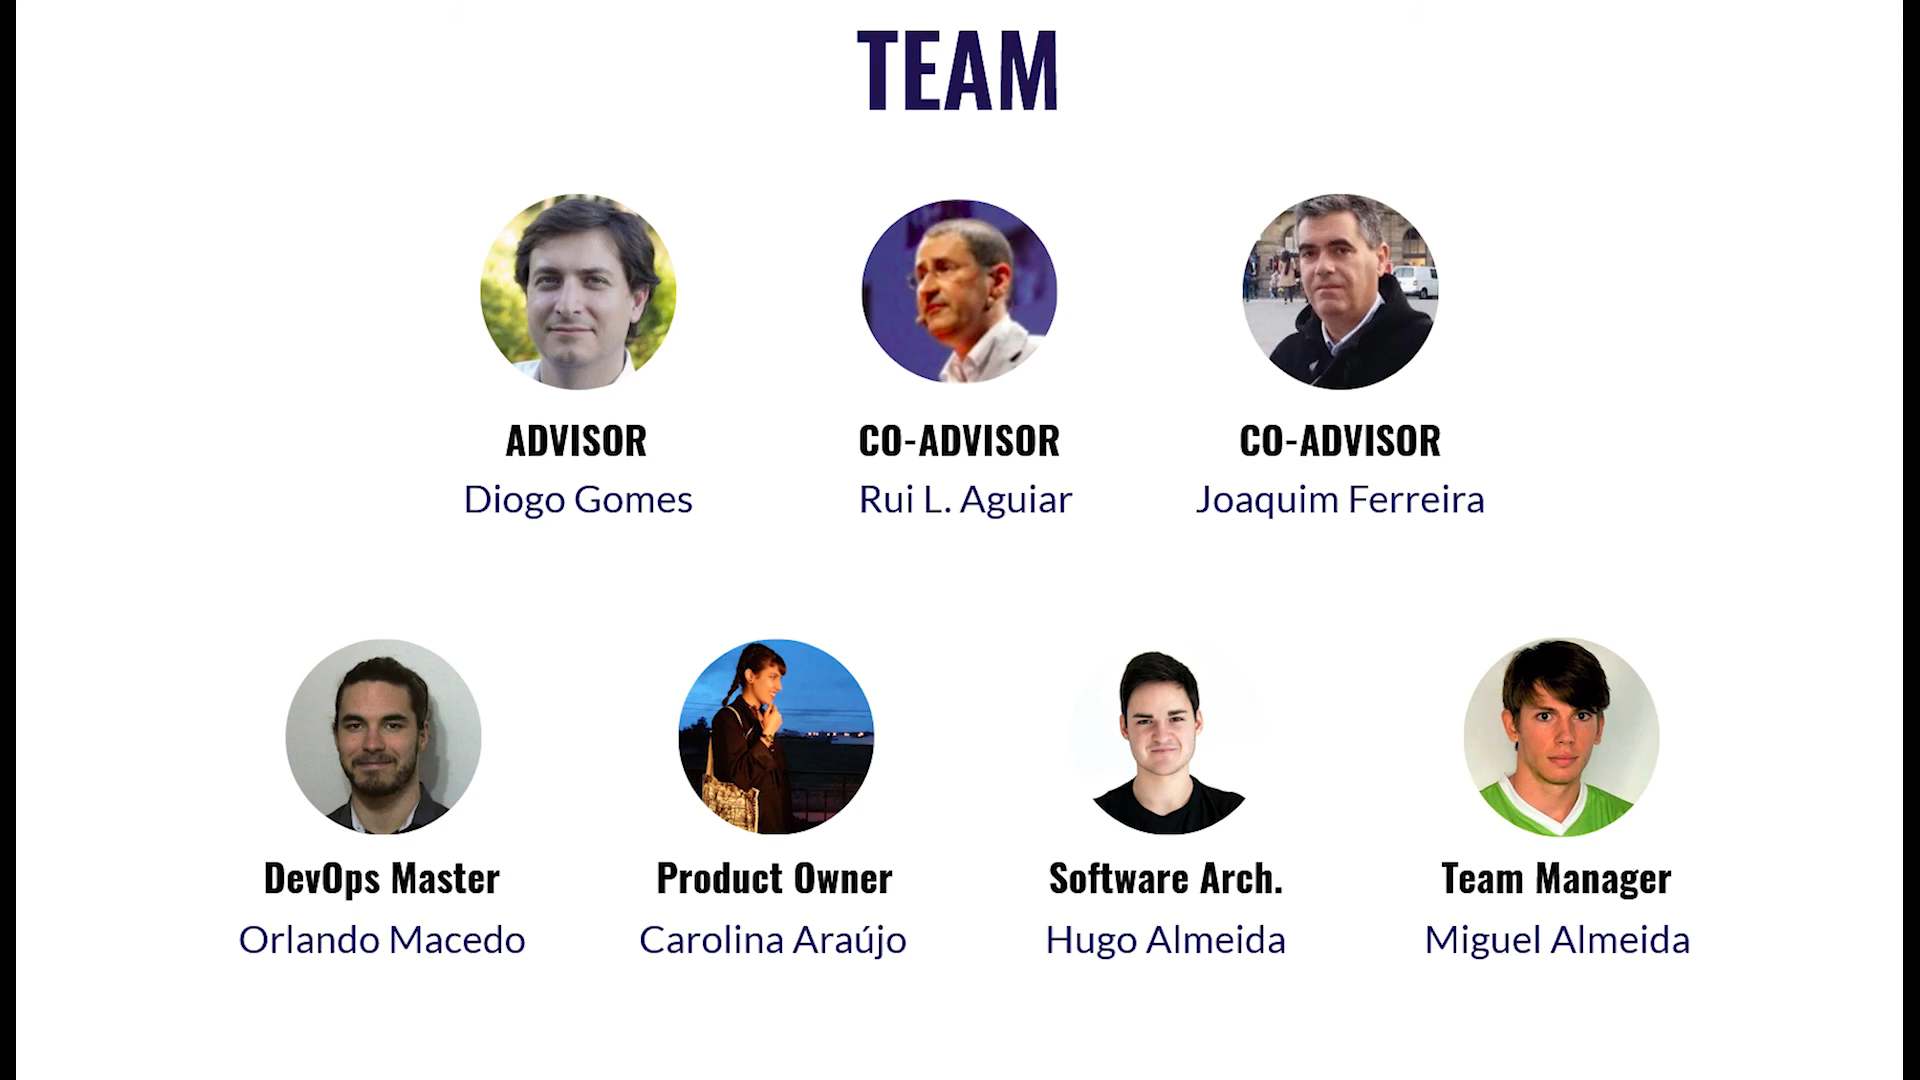 TEAM
ADVISOR
Diogo Gomes
CO-ADVISOR
Rui L. Aguiar
CO-ADVISOR
Joaquim Ferreira
DevOps Master
Orlando Macedo
Product Owner
Carolina Araújo
Software Arch.
Hugo Almeida
Team Manager
Miguel Almeida